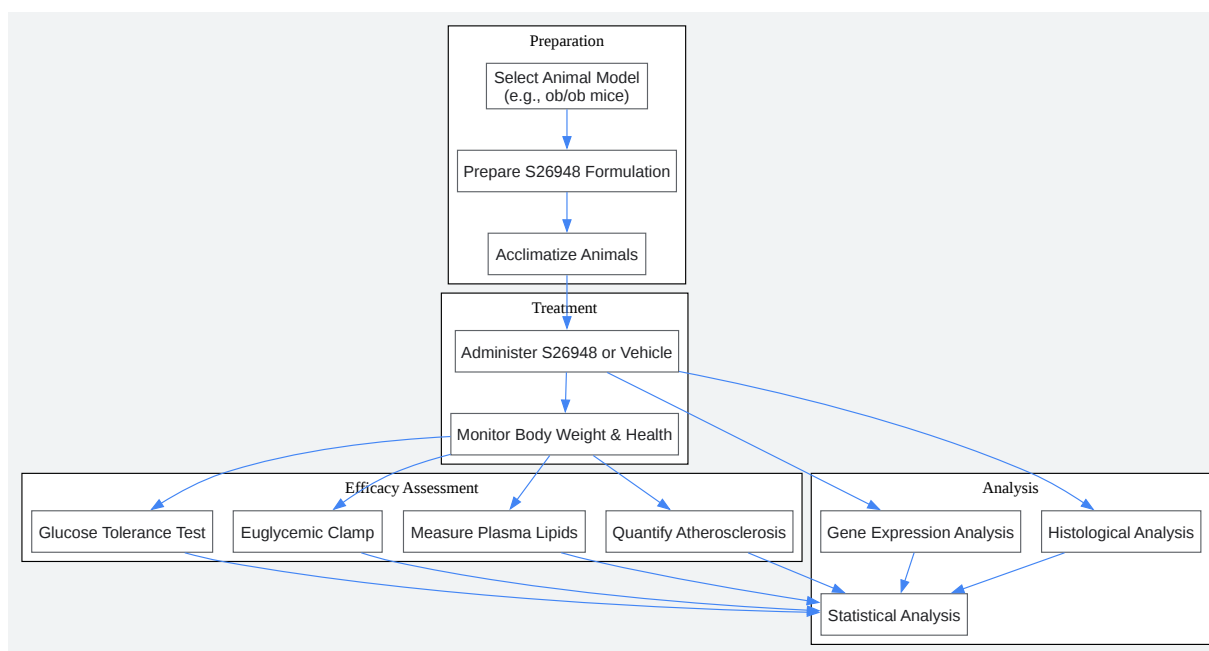 Preparation
Select Animal Model
(e.g., ob/ob mice)
Prepare S26948 Formulation
Acclimatize Animals
Treatment
Administer S26948 or Vehicle
Monitor Body Weight & Health
Efficacy Assessment
Glucose Tolerance Test
Euglycemic Clamp
Measure Plasma Lipids
Quantify Atherosclerosis
Analysis
Gene Expression Analysis
Histological Analysis
Statistical Analysis